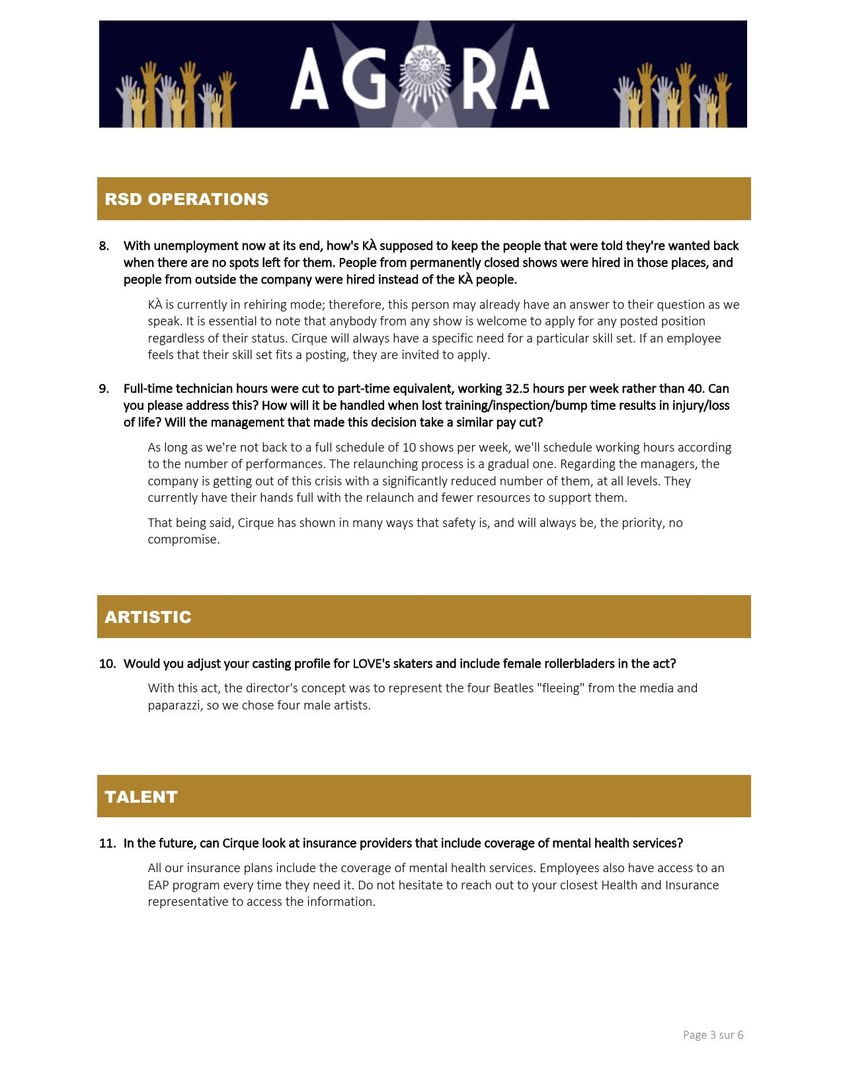 AGORA
RSD OPERATIONS
8. With unemployment now at its end, how's KÀ supposed to keep the people that were told they're wanted back
when there are no spots left for them. People from permanently closed shows were hired in those places, and
people from outside the company were hired instead of the KÀ people.
KÀ is currently in rehiring mode; therefore, this person may already have an answer to their question as we
speak. It is essential to note that anybody from any show is welcome to apply for any posted position
regardless of their status. Cirque will always have a specific need for a particular skill set. If an employee
feels that their skill set fits a posting, they are invited to apply.
9. Full-time technician hours were cut to part-time equivalent, working 32.5 hours per week rather than 40. Can
you please address this? How will it be handled when lost training/inspection/bump time results in injury/loss
of life? Will the management that made this decision take a similar pay cut?
As long as we're not back to a full schedule of 10 shows per week, we'll schedule working hours according
to the number of performances. The relaunching process is a gradual one. Regarding the managers, the
company is getting out of this crisis with a significantly reduced number of them, at all levels. They
currently have their hands full with the relaunch and fewer resources to support them.
That being said, Cirque has shown in many ways that safety is, and will always be, the priority, no
compromise.
ARTISTIC
10. Would you adjust your casting profile for LOVE's skaters and include female rollerbladers in the act?
With this act, the director's concept was to represent the four Beatles "fleeing" from the media and
paparazzi, so we chose four male artists.
TALENT
11. In the future, can Cirque look at insurance providers that include coverage of mental health services?
All our insurance plans include the coverage of mental health services. Employees also have access to an
EAP program every time they need it. Do not hesitate to reach out to your closest Health and Insurance
representative to access the information.
Page 3 sur 6